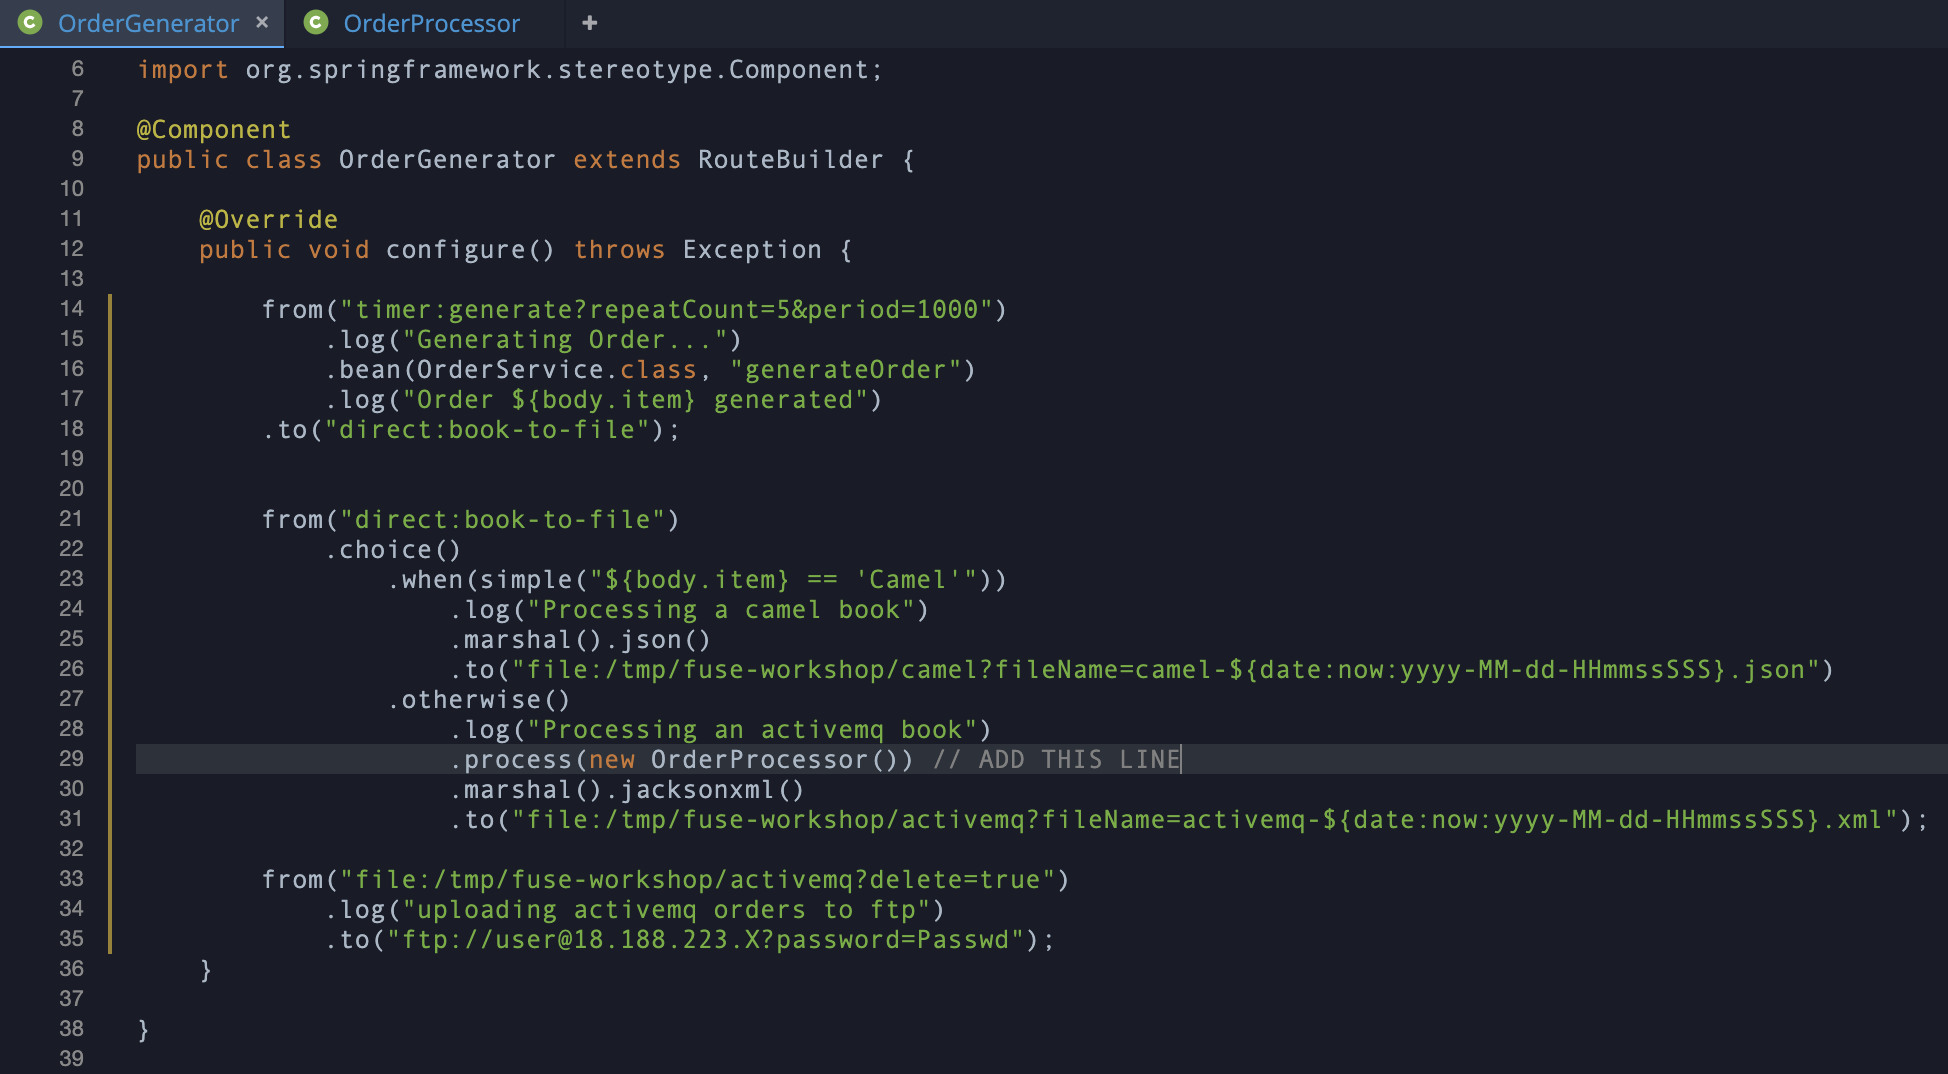 OrderGenerator × OrderProcessor +
6 import org.springframework.stereotype.Component;
7
8 @Component
9 public class OrderGenerator extends RouteBuilder {
10
11     @Override
12     public void configure() throws Exception {
13
14         from("timer:generate?repeatCount=5&period=1000")
15             .log("Generating Order...")
16             .bean(OrderService.class, "generateOrder")
17             .log("Order ${body.item} generated")
18         .to("direct:book-to-file");
19
20
21         from("direct:book-to-file")
22             .choice()
23                 .when(simple("${body.item} == 'Camel'"))
24                     .log("Processing a camel book")
25                     .marshal().json()
26                     .to("file:/tmp/fuse-workshop/camel?fileName=camel-${date:now:yyyy-MM-dd-HHmmssSSS}.json")
27                 .otherwise()
28                     .log("Processing an activemq book")
29                     .process(new OrderProcessor()) // ADD THIS LINE
30                     .marshal().jacksonxml()
31                     .to("file:/tmp/fuse-workshop/activemq?fileName=activemq-${date:now:yyyy-MM-dd-HHmmssSSS}.xml");
32
33         from("file:/tmp/fuse-workshop/activemq?delete=true")
34             .log("uploading activemq orders to ftp")
35             .to("ftp://user@18.188.223.X?password=Passwd");
36     }
37
38 }
39